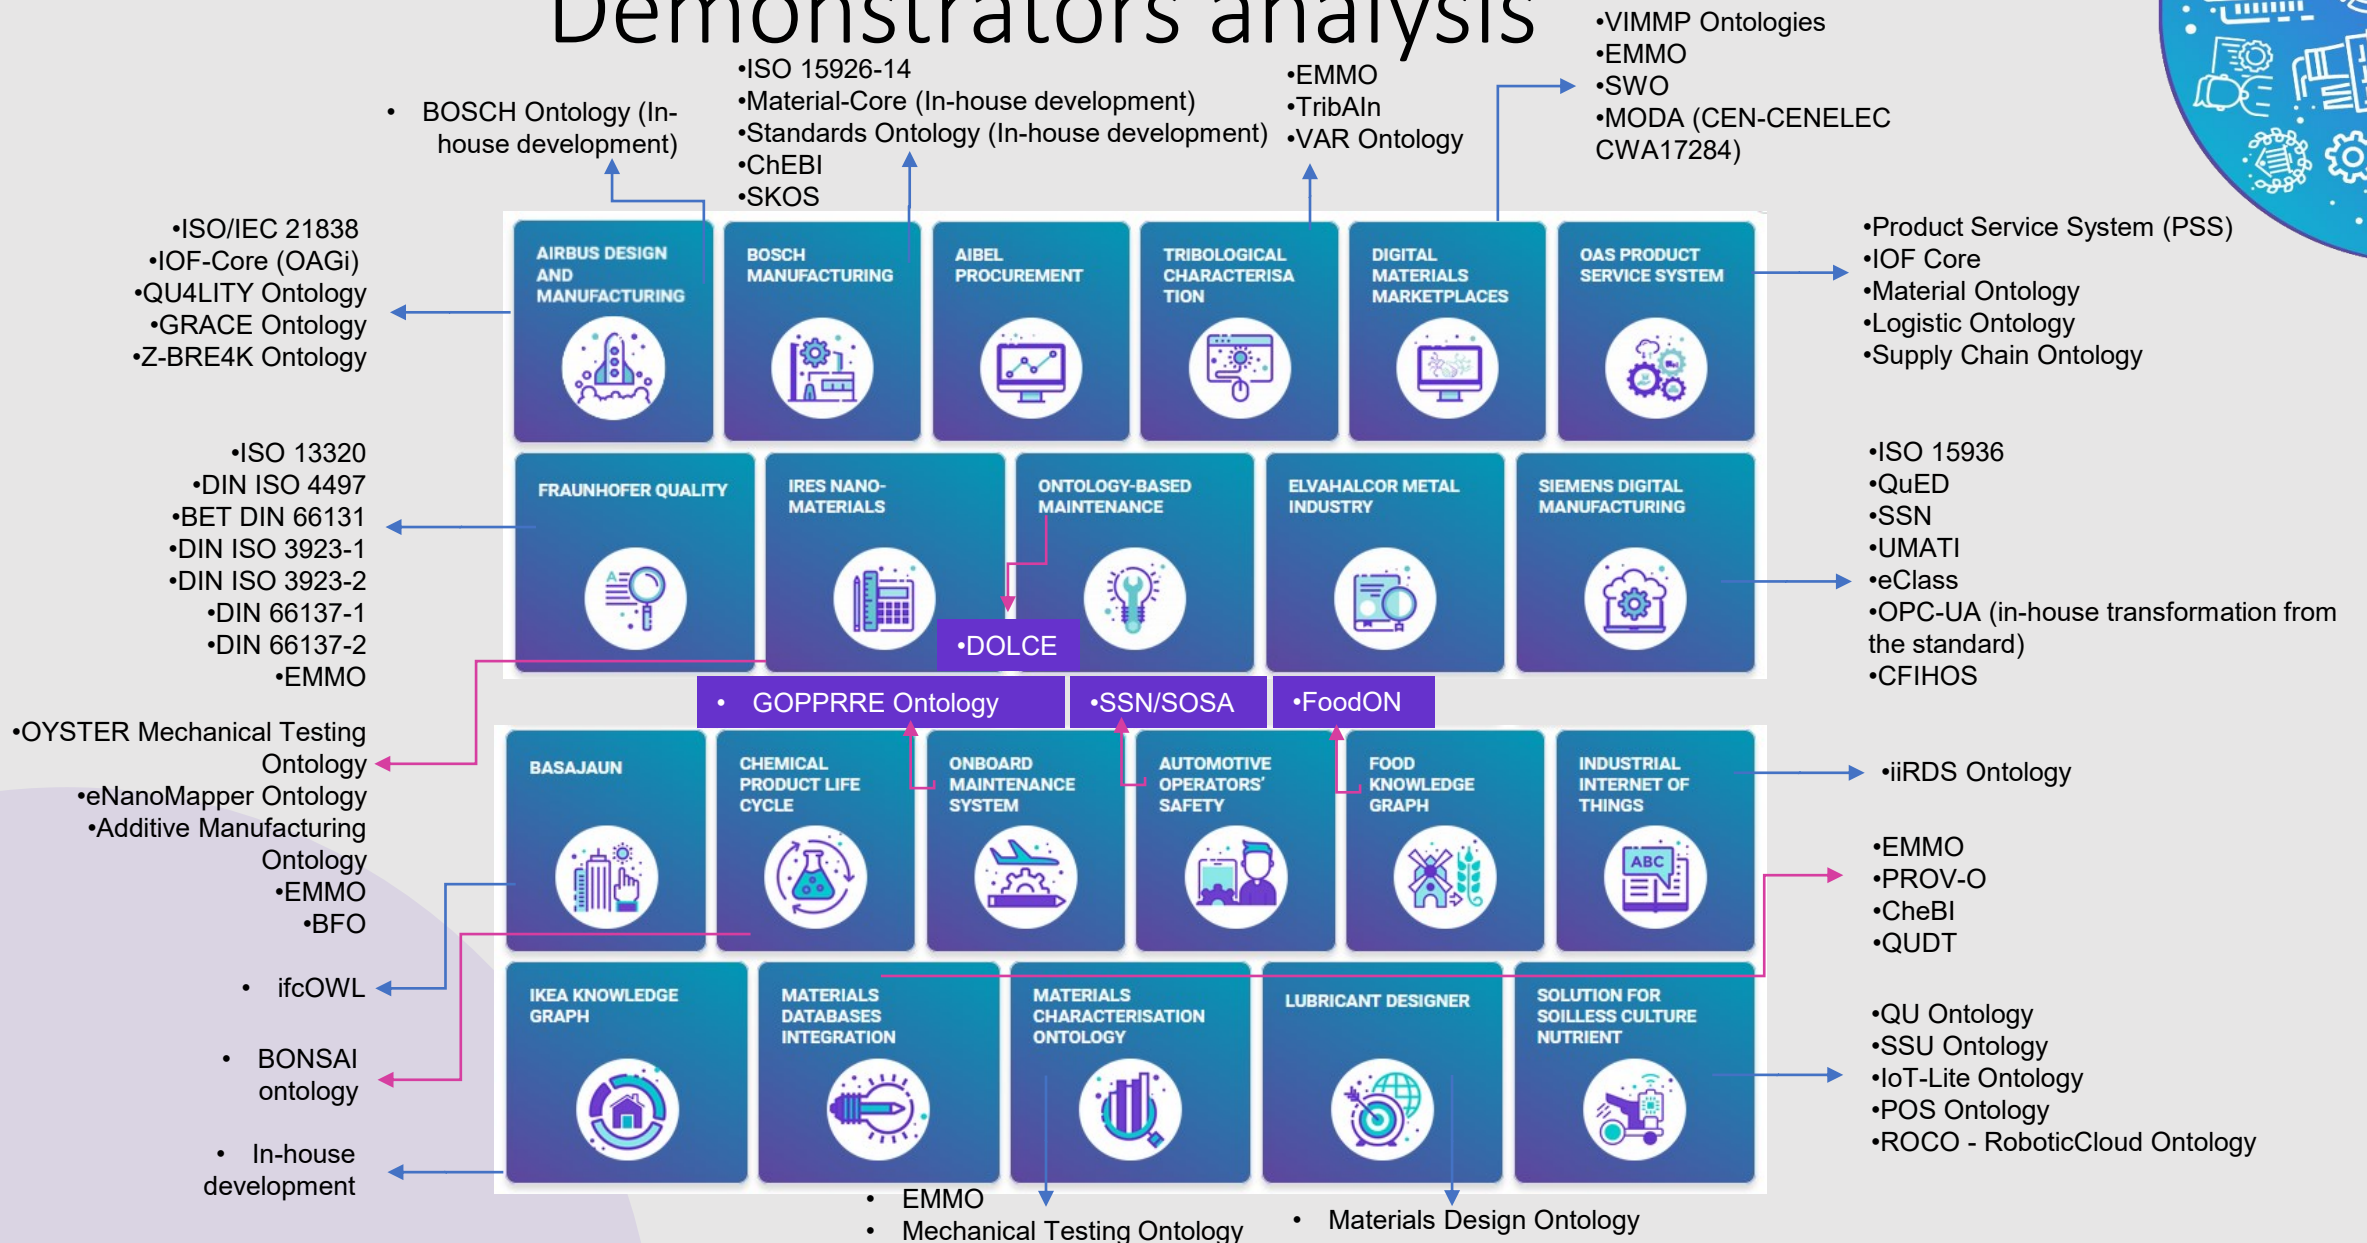 Demonstrators analysis
• BOSCH Ontology (In-
house development)
•ISO 15926-14
•Material-Core (In-house development)
•Standards Ontology (In-house development)
•ChEBI
•SKOS
•EMMO
•TribAIn
•VAR Ontology
•VIMMP Ontologies
•EMMO
•SWO
•MODA (CEN-CENELEC
CWA17284)
•ISO/IEC 21838
•IOF-Core (OAGi)
•QU4LITY Ontology
•GRACE Ontology
•Z-BRE4K Ontology
AIRBUS DESIGN
AND
MANUFACTURING
BOSCH
MANUFACTURING
AIBEL
PROCUREMENT
TRIBOLOGICAL
CHARACTERISA
TION
DIGITAL
MATERIALS
MARKETPLACES
OAS PRODUCT
SERVICE SYSTEM
•Product Service System (PSS)
•IOF Core
•Material Ontology
•Logistic Ontology
•Supply Chain Ontology
•ISO 13320
•DIN ISO 4497
•BET DIN 66131
•DIN ISO 3923-1
•DIN ISO 3923-2
•DIN 66137-1
•DIN 66137-2
•EMMO
FRAUNHOFER QUALITY
A
IRES NANO-
MATERIALS
ONTOLOGY-BASED
MAINTENANCE
ELVAHALCOR METAL
INDUSTRY
SIEMENS DIGITAL
MANUFACTURING
•ISO 15936
•QuED
•SSN
•UMATI
•eClass
•OPC-UA (in-house transformation from
the standard)
•CFIHOS
•DOLCE
• GOPPRRE Ontology
•SSN/SOSA
•FoodON
•OYSTER Mechanical Testing
Ontology
•eNanoMapper Ontology
•Additive Manufacturing
Ontology
•EMMO
•BFO
BASAJAUN
CHEMICAL
PRODUCT LIFE
CYCLE
ONBOARD
MAINTENANCE
SYSTEM
AUTOMOTIVE
OPERATORS'
SAFETY
FOOD
KNOWLEDGE
GRAPH
INDUSTRIAL
INTERNET OF
THINGS
ABC
•iiRDS Ontology
•EMMO
•PROV-O
•CheBI
•QUDT
• ifcOWL
• BONSAI
ontology
• In-house
development
IKEA KNOWLEDGE
GRAPH
MATERIALS
DATABASES
INTEGRATION
MATERIALS
CHARACTERISATION
ONTOLOGY
LUBRICANT DESIGNER
SOLUTION FOR
SOILLESS CULTURE
NUTRIENT
•QU Ontology
•SSU Ontology
•IoT-Lite Ontology
•POS Ontology
•ROCO - RoboticCloud Ontology
• EMMO
• Mechanical Testing Ontology
• Materials Design Ontology